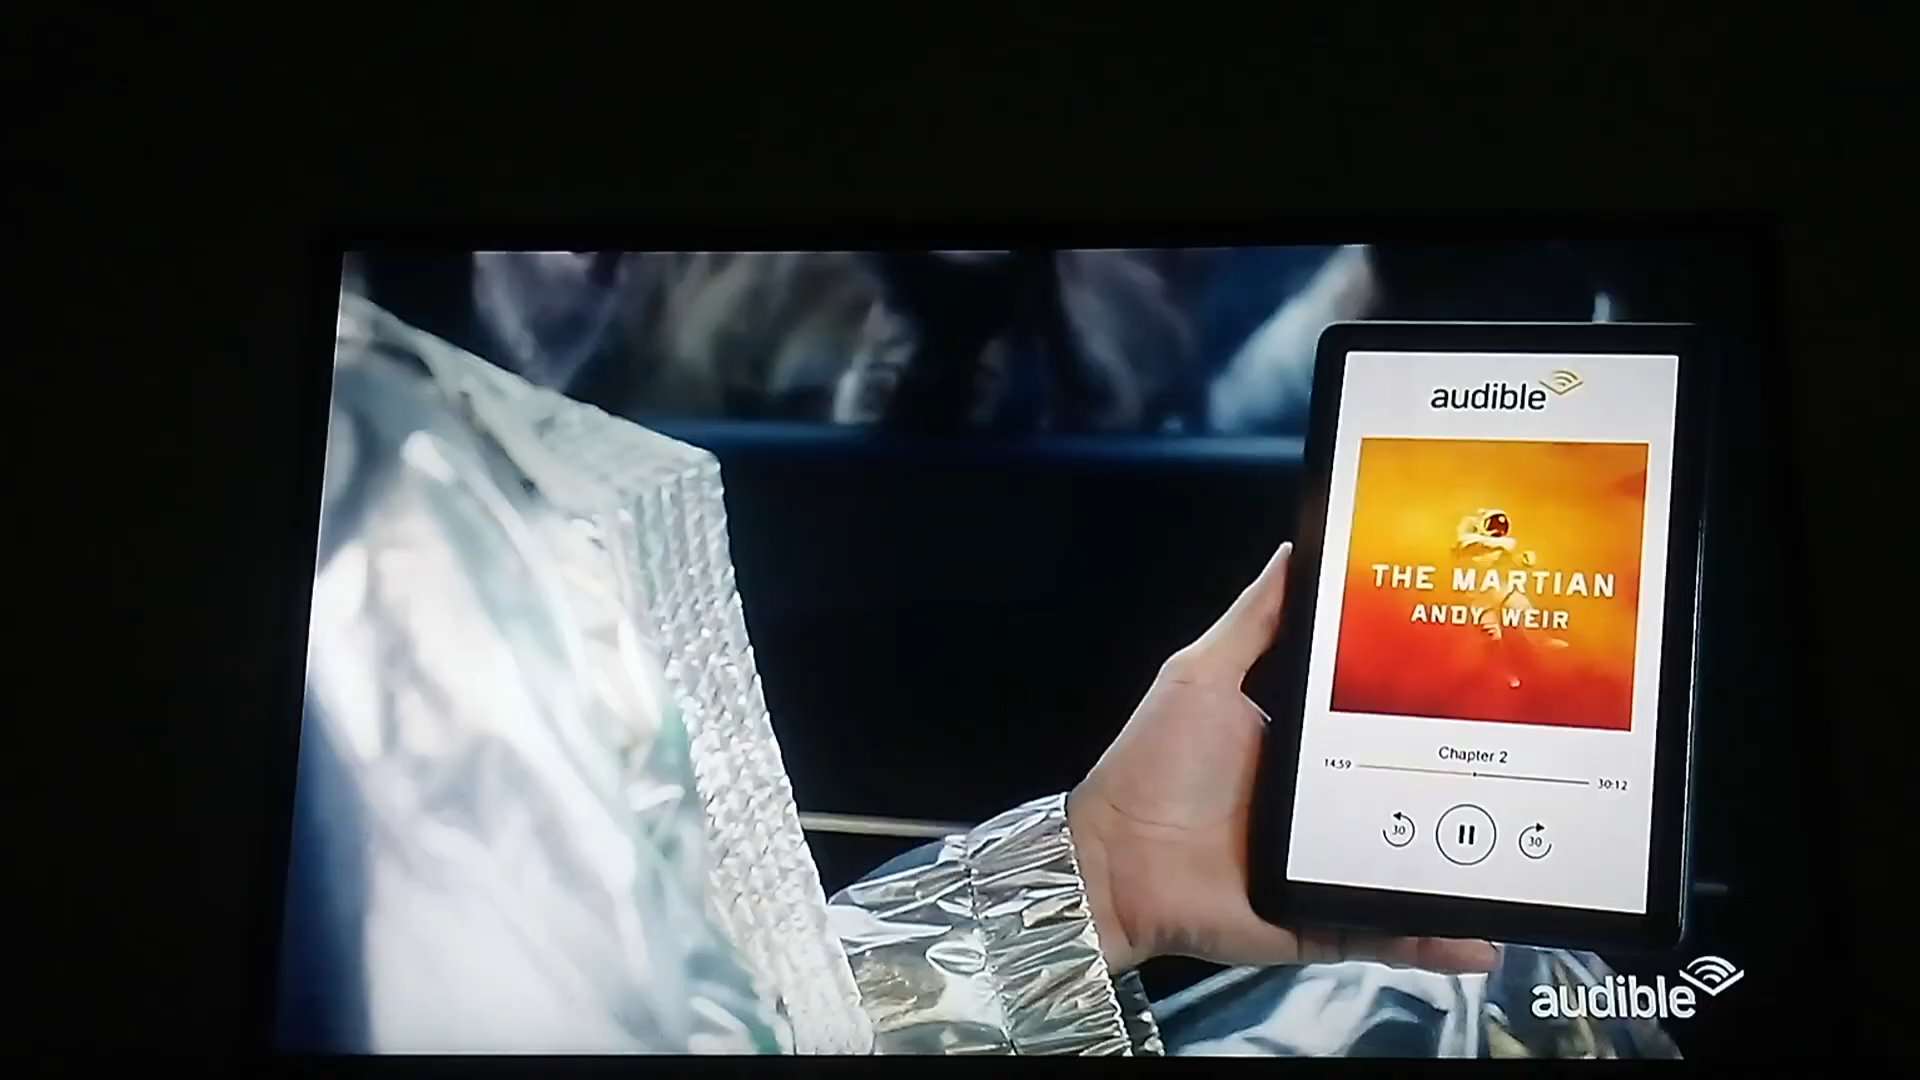 audible
THE MARTIAN
ANDY WEIR
Chapter 2
14:59
30:12
30
30
audible